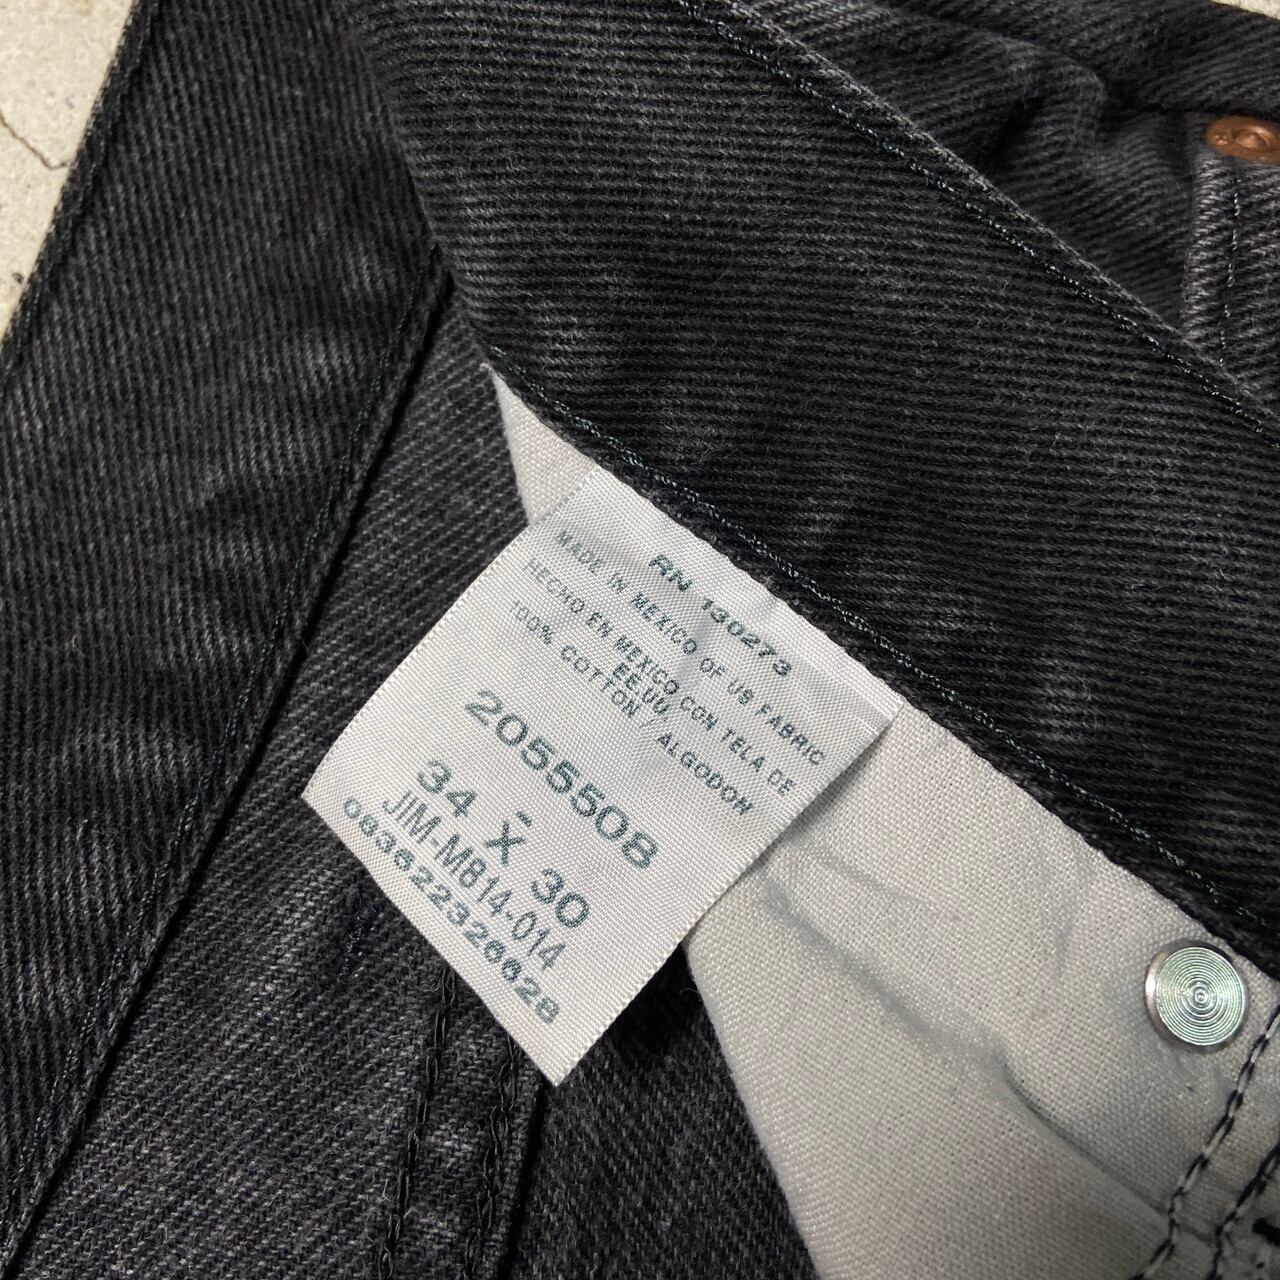 RN 130273
MADE IN MEXICO OF US FABRIC
HECHO EN MEXICO CON TELA DE
EE.UU.
100% COTTON / ALGODON
2055508
34 X 30
JIM-M814-014